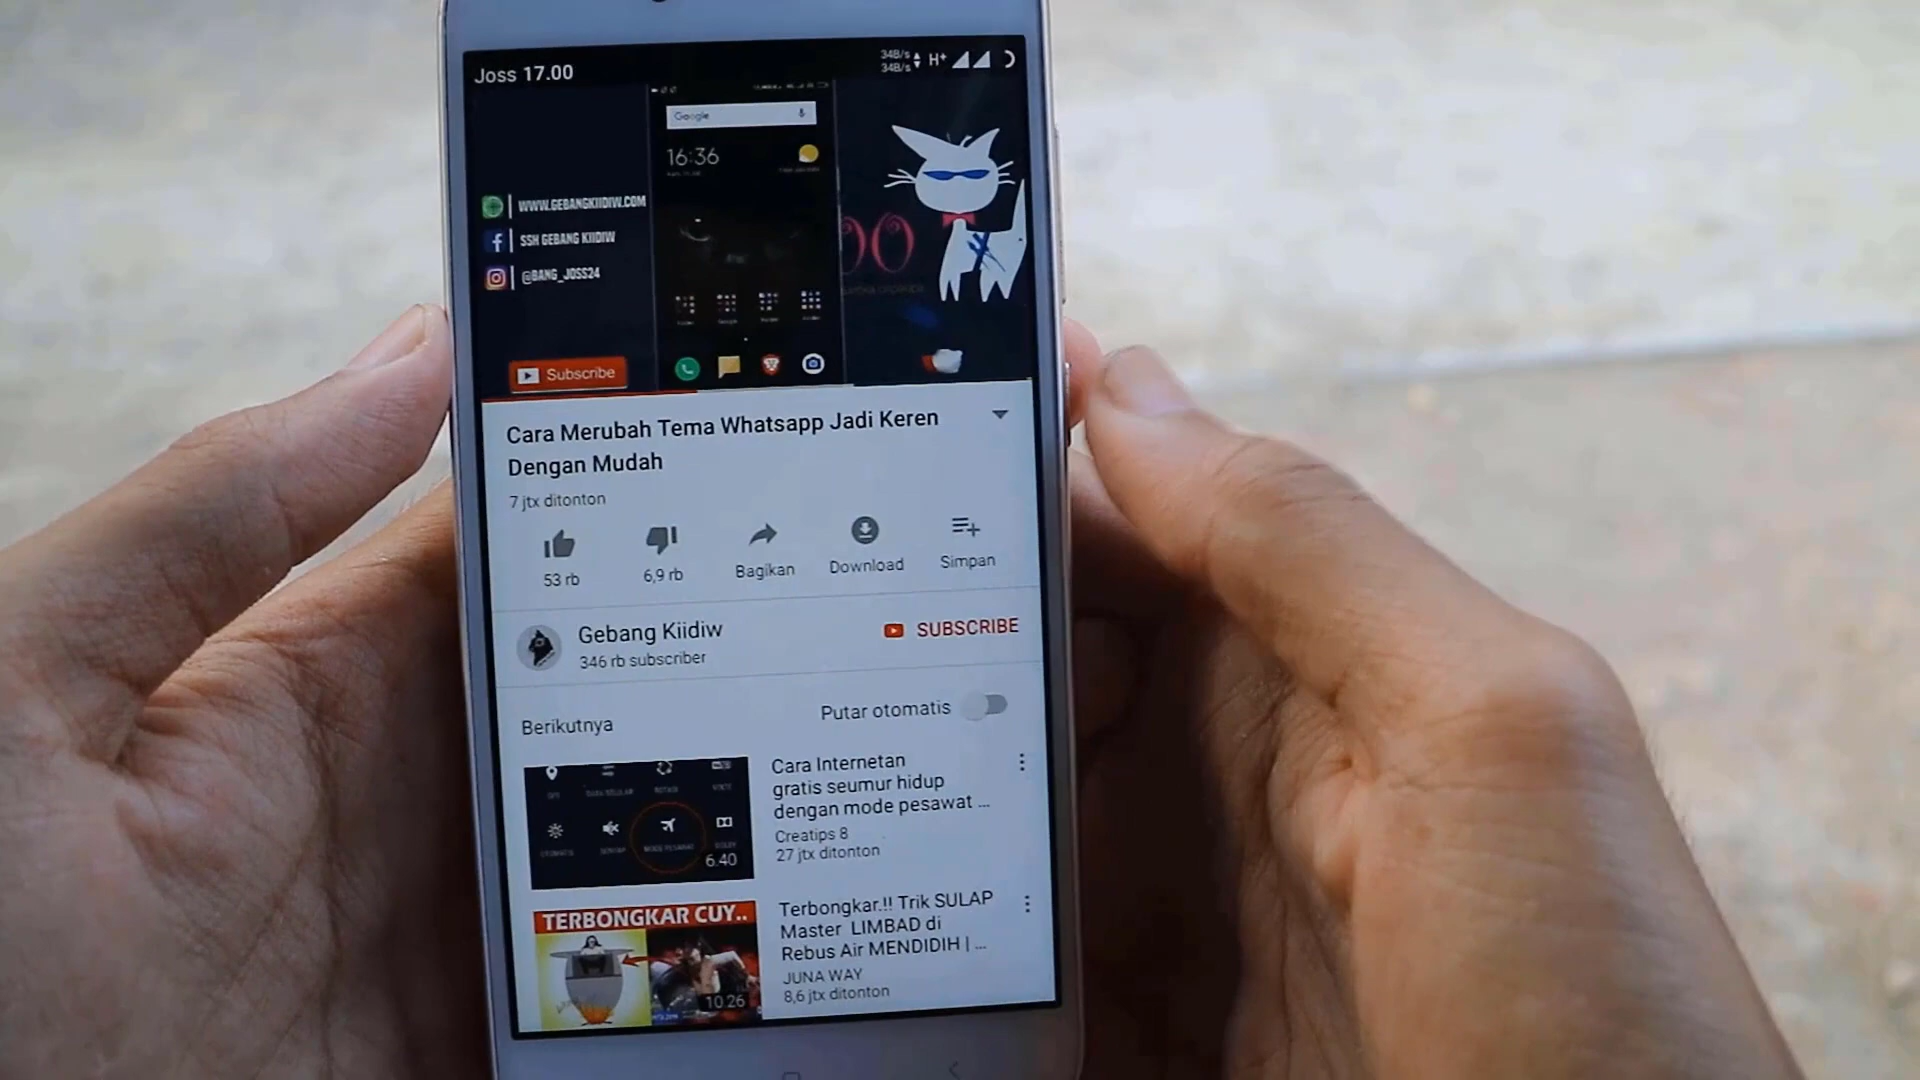 Joss 17.00
34B/s
34B/s
H+
Google
16:36
WWW.GEBANGKIIDIW.COM
SSH GEBANG KIIDIW
@BANG_JOSS24
Subscribe
Cara Merubah Tema Whatsapp Jadi Keren
Dengan Mudah
7 jtx ditonton
53 rb
6,9 rb
Bagikan
Download
Simpan
Gebang Kiidiw
346 rb subscriber
SUBSCRIBE
Berikutnya
Putar otomatis
MODE PESAWAT
6.40
Cara Internetan
gratis seumur hidup
dengan mode pesawat ...
Creatips 8
27 jtx ditonton
TERBONGKAR CUY..
10.26
Terbongkar.!! Trik SULAP
Master LIMBAD di
Rebus Air MENDIDIH | ...
JUNA WAY
8,6 jtx ditonton